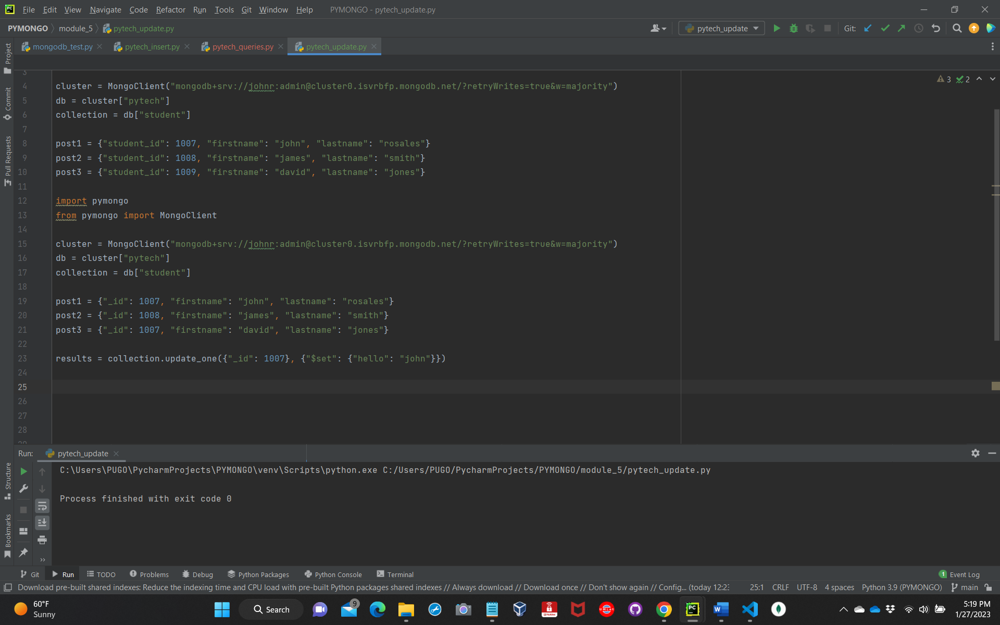 File Edit View Navigate Code Refactor Run Tools Git Window Help PYMONGO - pytech_update.py
PYMONGO module_5 pytech_update.py pytech_update Git:
mongodb_test.py pytech_insert.py pytech_queries.py pytech_update.py
Project
Commit
Pull Requests
3
4 cluster = MongoClient("mongodb+srv://johnr:admin@cluster0.isvrbfp.mongodb.net/?retryWrites=true&w=majority")
3 2
5 db = cluster["pytech"]
6 collection = db["student"]
7
8 post1 = {"student_id": 1007, "firstname": "john", "lastname": "rosales"}
9 post2 = {"student_id": 1008, "firstname": "james", "lastname": "smith"}
10 post3 = {"student_id": 1009, "firstname": "david", "lastname": "jones"}
11
12 import pymongo
13 from pymongo import MongoClient
14
15 cluster = MongoClient("mongodb+srv://johnr:admin@cluster0.isvrbfp.mongodb.net/?retryWrites=true&w=majority")
16 db = cluster["pytech"]
17 collection = db["student"]
18
19 post1 = {"_id": 1007, "firstname": "john", "lastname": "rosales"}
20 post2 = {"_id": 1008, "firstname": "james", "lastname": "smith"}
21 post3 = {"_id": 1007, "firstname": "david", "lastname": "jones"}
22
23 results = collection.update_one({"_id": 1007}, {"$set": {"hello": "john"}})
24
25
26
27
28
Run: pytech_update
Structure
Bookmarks
C:\Users\PUGO\PycharmProjects\PYMONGO\venv\Scripts\python.exe C:/Users/PUGO/PycharmProjects/PYMONGO/module_5/pytech_update.py
Process finished with exit code 0
Git Run TODO Problems Debug Python Packages Python Console Terminal 1 Event Log
Download pre-built shared indexes: Reduce the indexing time and CPU load with pre-built Python packages shared indexes // Always download // Download once // Don't show again // Config... (today 12:23 25:1 CRLF UTF-8 4 spaces Python 3.9 (PYMONGO) main
60°F
Sunny
Search
9
5:19 PM
1/27/2023